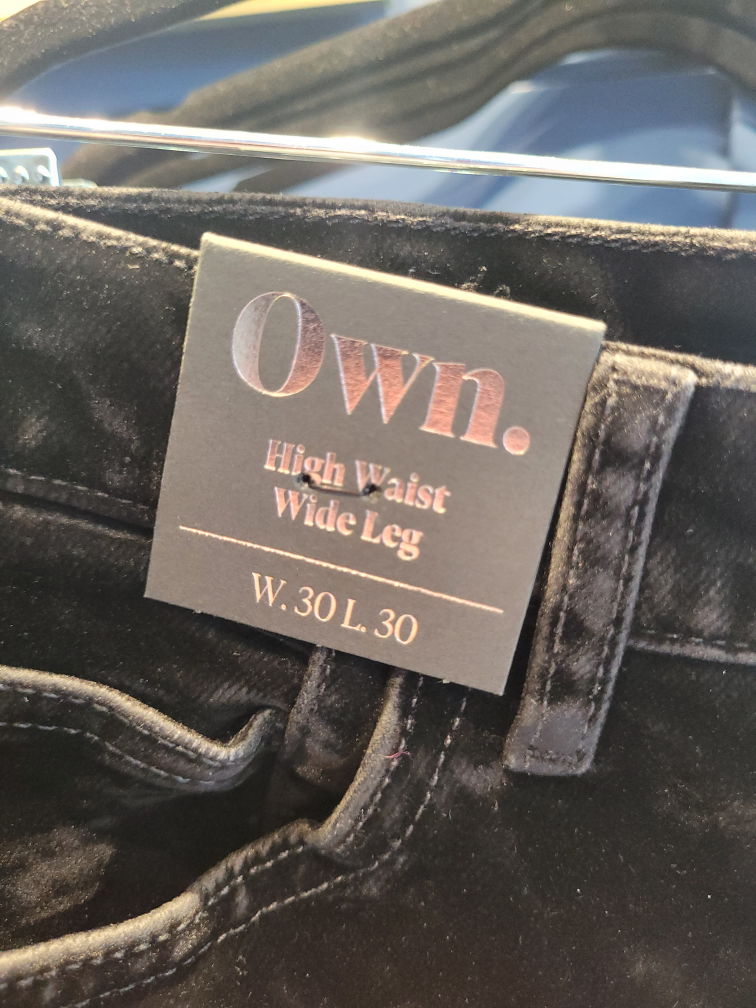 Own.
High Waist
Wide Leg
W. 30 L. 30